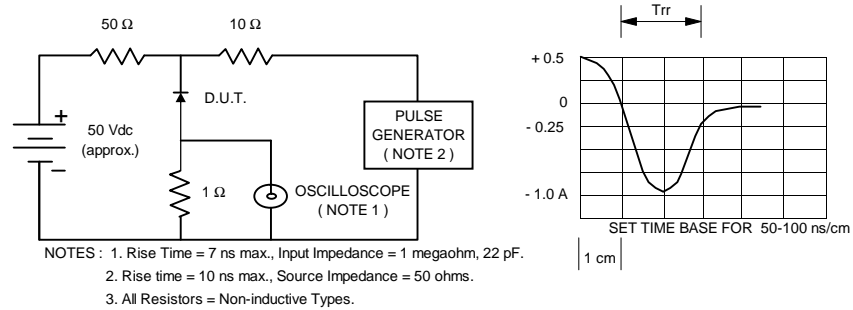 50 Ω
10 Ω
D.U.T.
+
50 Vdc
(approx.)
−
1 Ω
OSCILLOSCOPE
( NOTE 1 )
PULSE
GENERATOR
( NOTE 2 )
Trr
+ 0.5
0
- 0.25
- 1.0 A
SET TIME BASE FOR 50-100 ns/cm
1 cm
NOTES : 1. Rise Time = 7 ns max., Input Impedance = 1 megaohm, 22 pF.
2. Rise time = 10 ns max., Source Impedance = 50 ohms.
3. All Resistors = Non-inductive Types.